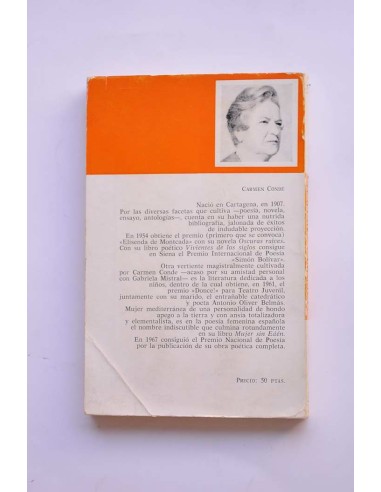 CARMEN CONDE
Nació en Cartagena, en 1907.
Por las diversas facetas que cultiva —poesía, novela,
ensayo, antologías—, cuenta en su haber una nutrida
bibliografía, jalonada de éxitos
de indudable proyección.
En 1954 obtiene el premio (primero que se convoca)
«Elisenda de Montcada» con su novela Oscuras raíces.
Con su libro poético Vivientes de los siglos consigue
en Siena el Premio Internacional de Poesía
«Simón Bolívar».
Otra vertiente magistralmente cultivada
por Carmen Conde —acaso por su amistad personal
con Gabriela Mistral— es la literatura dedicada a los
niños, dentro de la cual obtiene, en 1961, el
premio «Doncel» para Teatro Juvenil,
juntamente con su marido, el entrañable catedrático
y poeta Antonio Oliver Belmás.
Mujer mediterránea de una personalidad de hondo
apego a la tierra y con ansia totalizadora
y elementalista, es en la poesía femenina española
el nombre indiscutible que culmina rotundamente
en su libro Mujer sin Edén.
En 1967 consiguió el Premio Nacional de Poesía
por la publicación de su obra poética completa.
PRECIO: 50 PTAS.